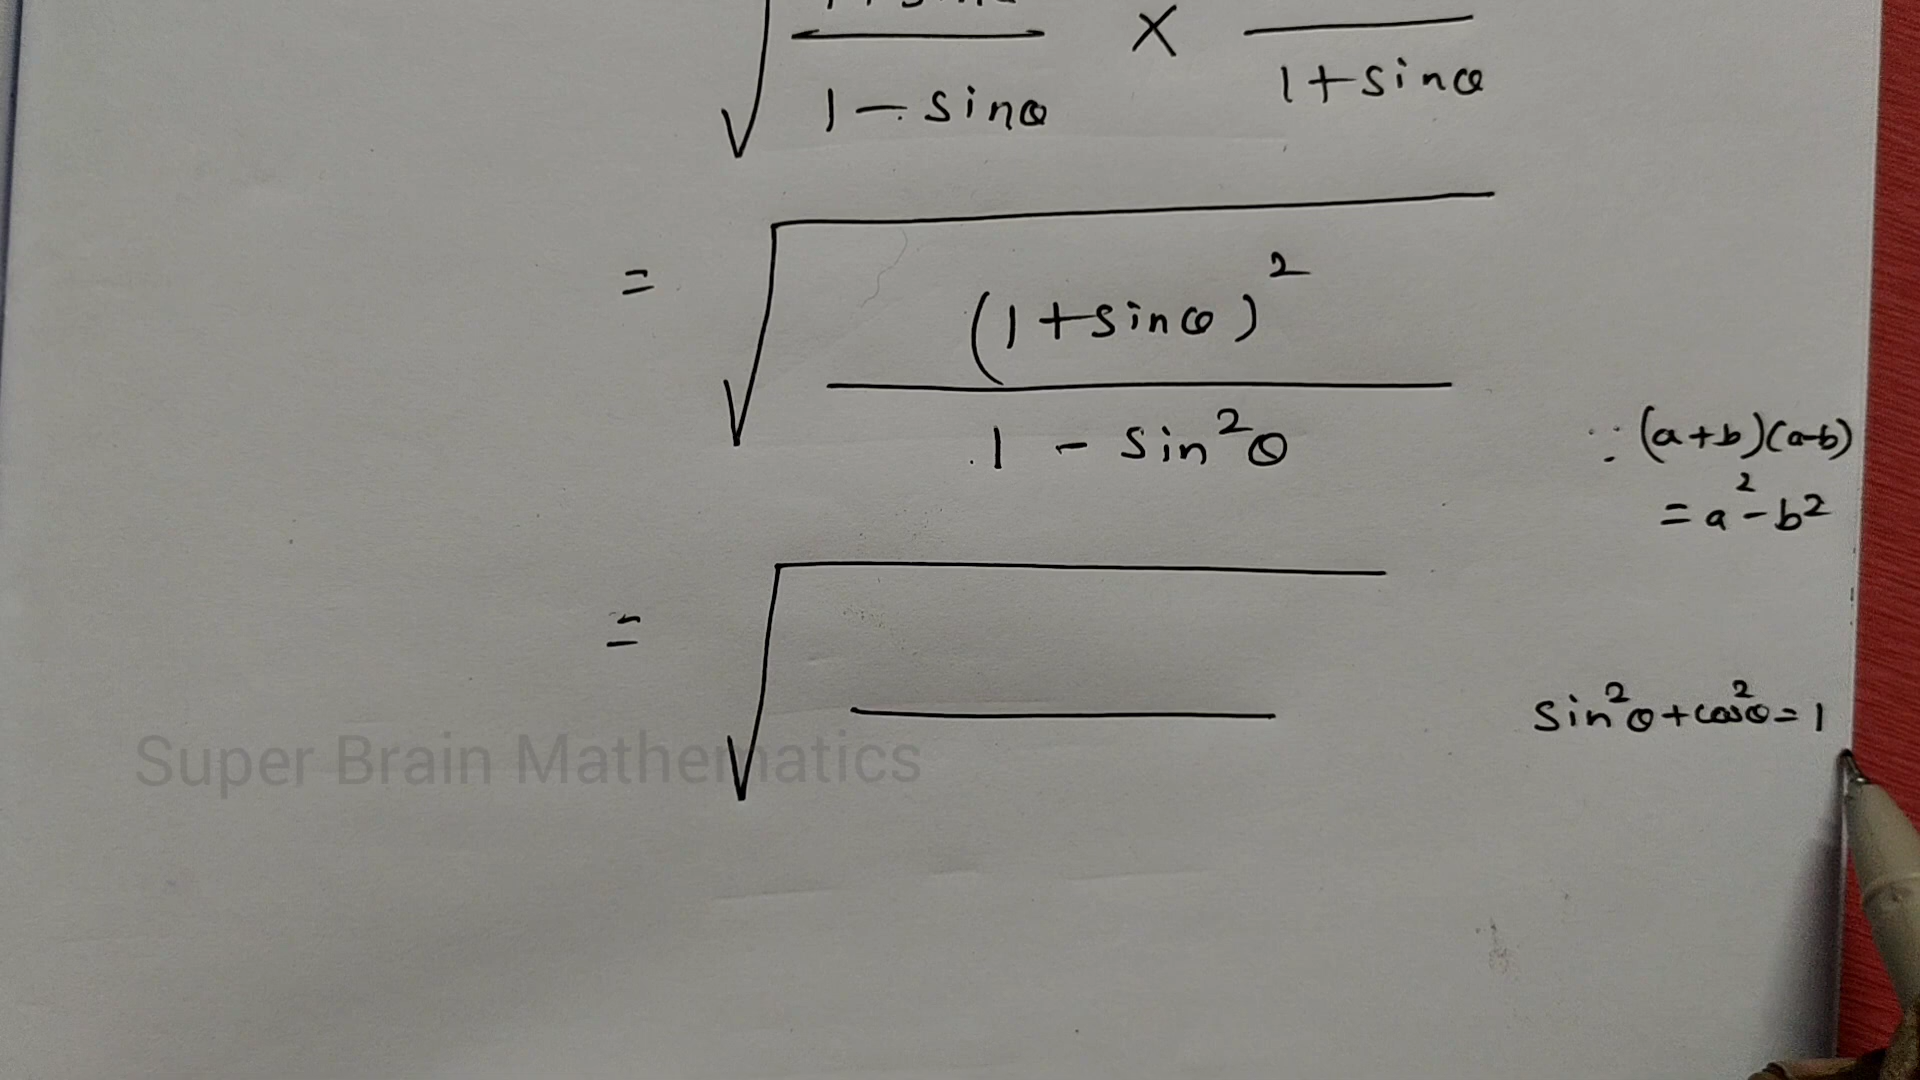 ×
1 - sinθ 1 + sinθ
= √ (1 + sinθ)²
1 - sin²θ
∵ (a+b)(a-b)
= a² - b²
= √
sin²θ + cos²θ = 1
Super Brain Mathematics